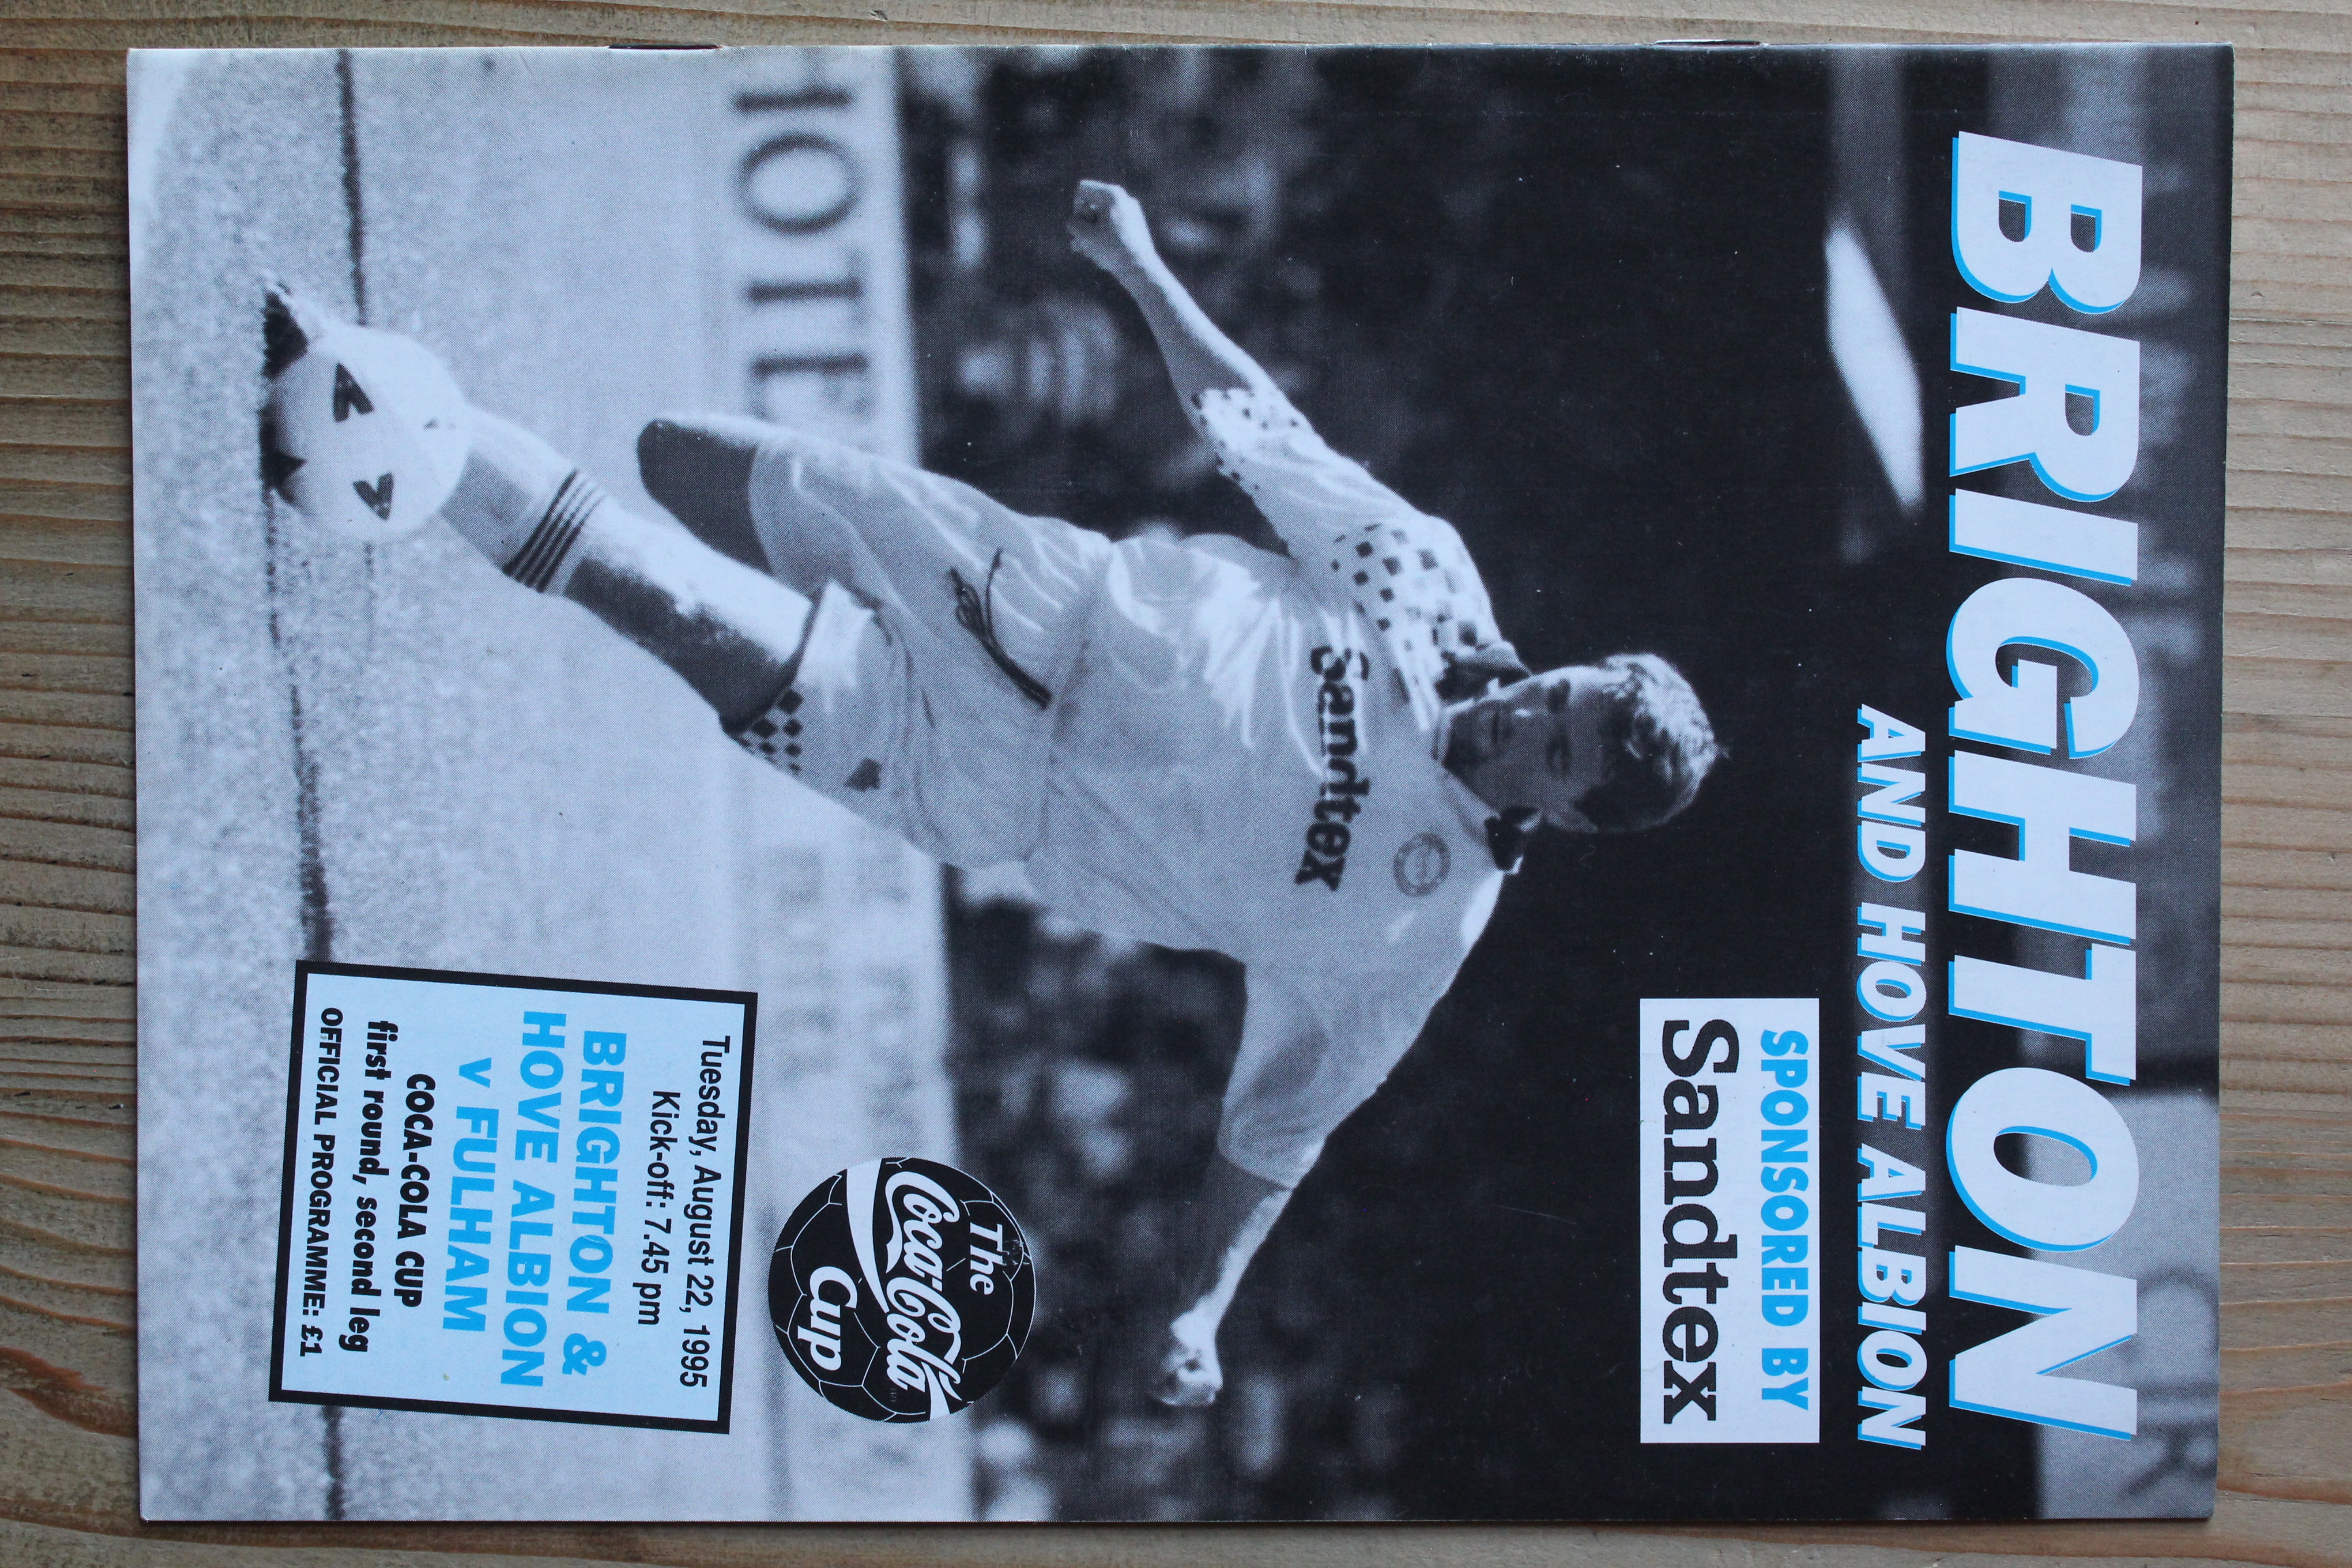 BRIGHTON
AND HOVE ALBION
SPONSORED BY
Sandtex
Sandtex
HOTE
The
Coca-Cola
Cup
Tuesday, August 22, 1995
Kick-off: 7.45 pm
BRIGHTON &
HOVE ALBION
v FULHAM
COCA-COLA CUP
first round, second leg
OFFICIAL PROGRAMME: £1